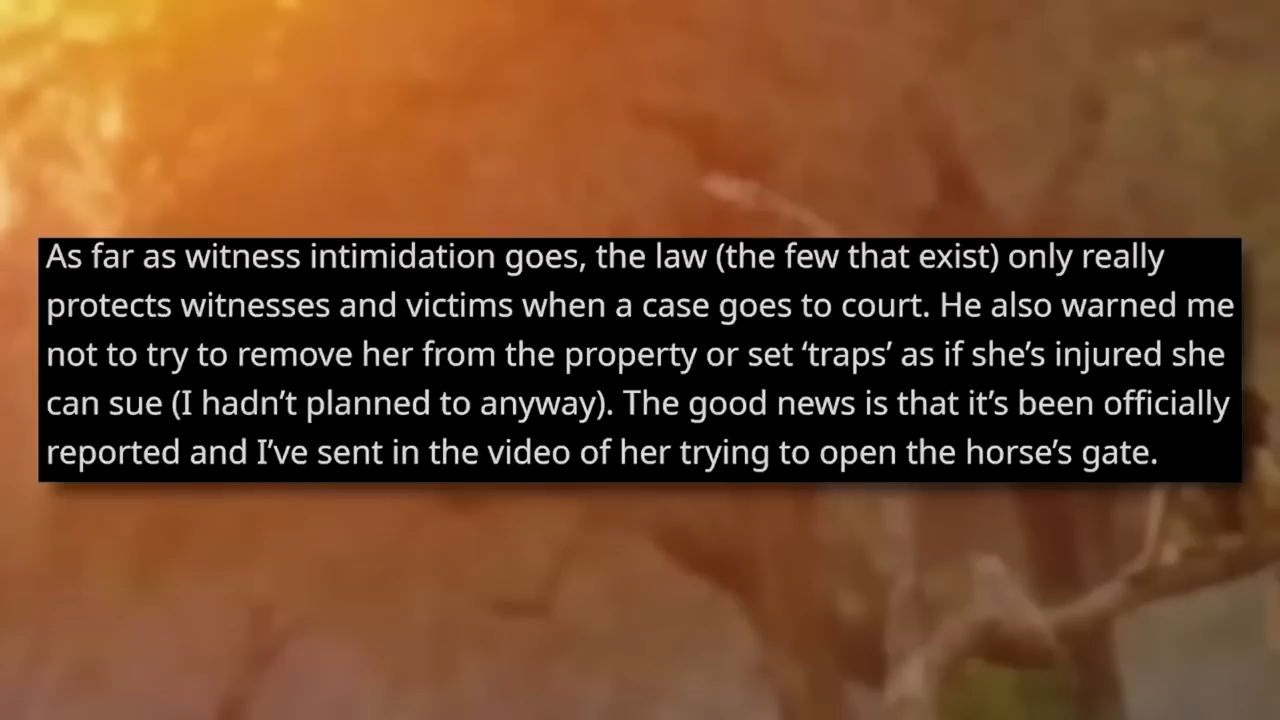 As far as witness intimidation goes, the law (the few that exist) only really
protects witnesses and victims when a case goes to court. He also warned me
not to try to remove her from the property or set ‘traps’ as if she’s injured she
can sue (I hadn’t planned to anyway). The good news is that it’s been officially
reported and I’ve sent in the video of her trying to open the horse’s gate.